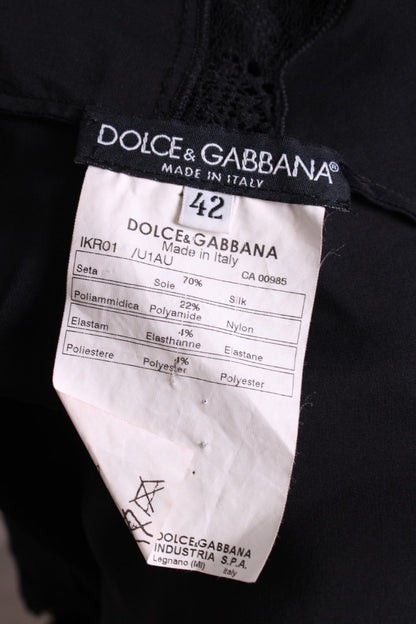 DOLCE & GABBANA®
MADE IN ITALY
42
DOLCE & GABBANA
Made in Italy
IKR01 /U1AU
CA 00985
Seta Soie 70% Silk
Poliammidica Polyamide 22% Nylon
Elastam Elasthanne 4% Elastane
Poliestere Polyester 4% Polyester
DOLCE & GABBANA
INDUSTRIA S.P.A.
Legnano (MI) Italy